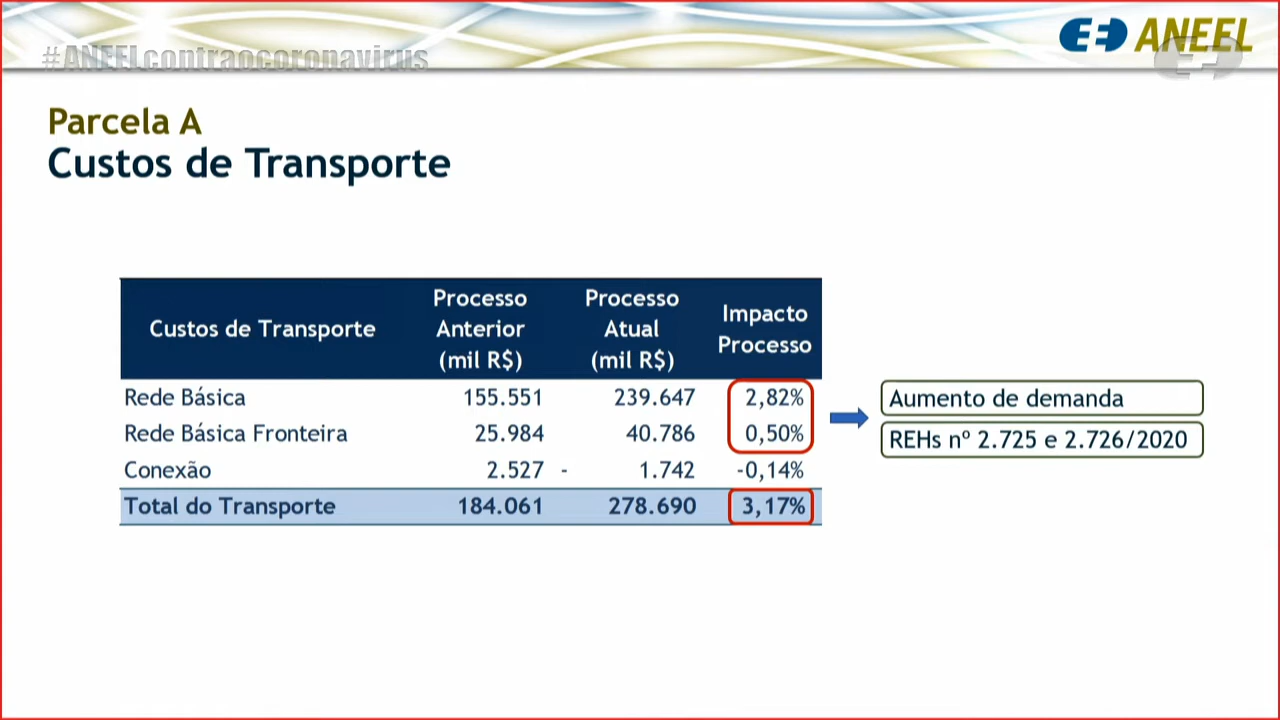 #ANEELcontraocoronavirus
ANEEL
Parcela A
Custos de Transporte
Custos de Transporte Processo Anterior (mil R$) Processo Atual (mil R$) Impacto Processo
Rede Básica 155.551 239.647 2,82%
Rede Básica Fronteira 25.984 40.786 0,50%
Conexão 2.527 - 1.742 -0,14%
Total do Transporte 184.061 278.690 3,17%
Aumento de demanda
REHs nº 2.725 e 2.726/2020